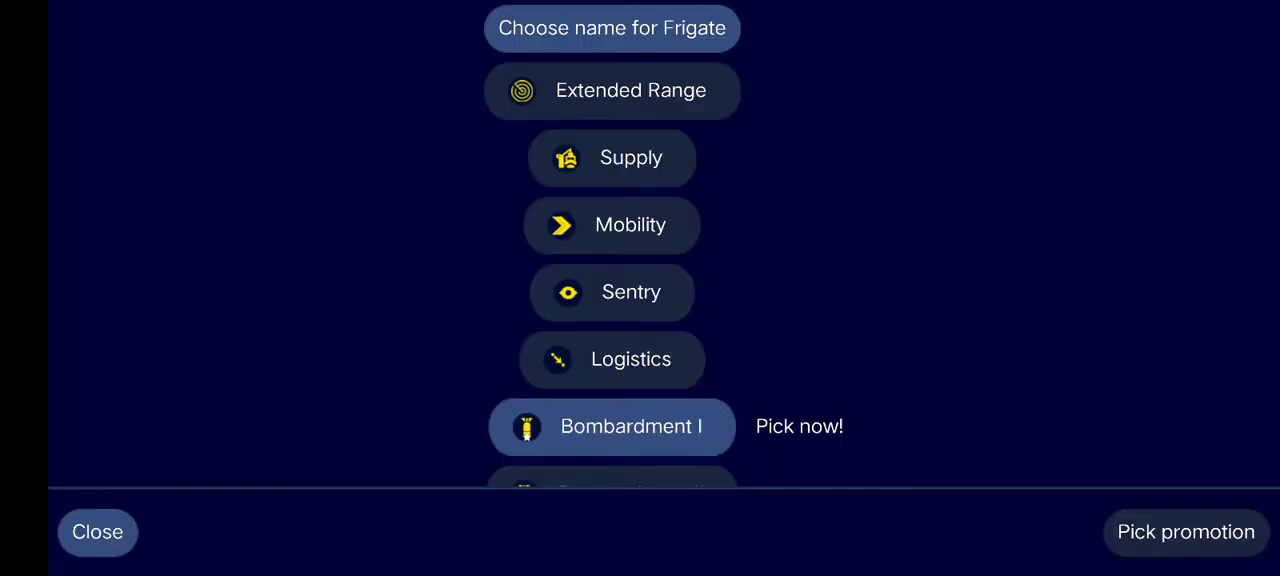 Choose name for Frigate
Extended Range
Supply
Mobility
Sentry
Logistics
Bombardment I Pick now!
Close Pick promotion